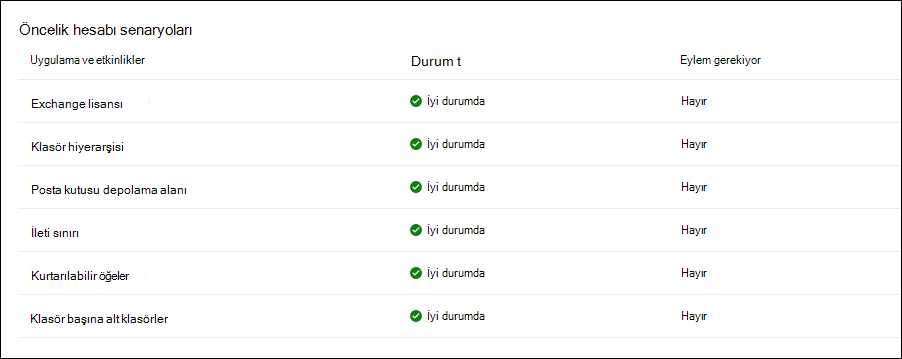 Öncelik hesabı senaryoları
Uygulama ve etkinlikler Durum t Eylem gerekiyor
Exchange lisansı İyi durumda Hayır
Klasör hiyerarşisi İyi durumda Hayır
Posta kutusu depolama alanı İyi durumda Hayır
İleti sınırı İyi durumda Hayır
Kurtarılabilir öğeler İyi durumda Hayır
Klasör başına alt klasörler İyi durumda Hayır